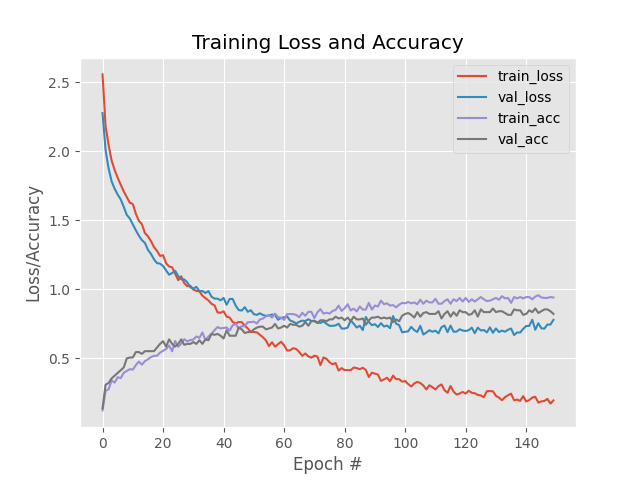 Training Loss and Accuracy
train_loss
val_loss
train_acc
val_acc
2.5
2.0
1.5
1.0
0.5
Loss/Accuracy
0 20 40 60 80 100 120 140
Epoch #